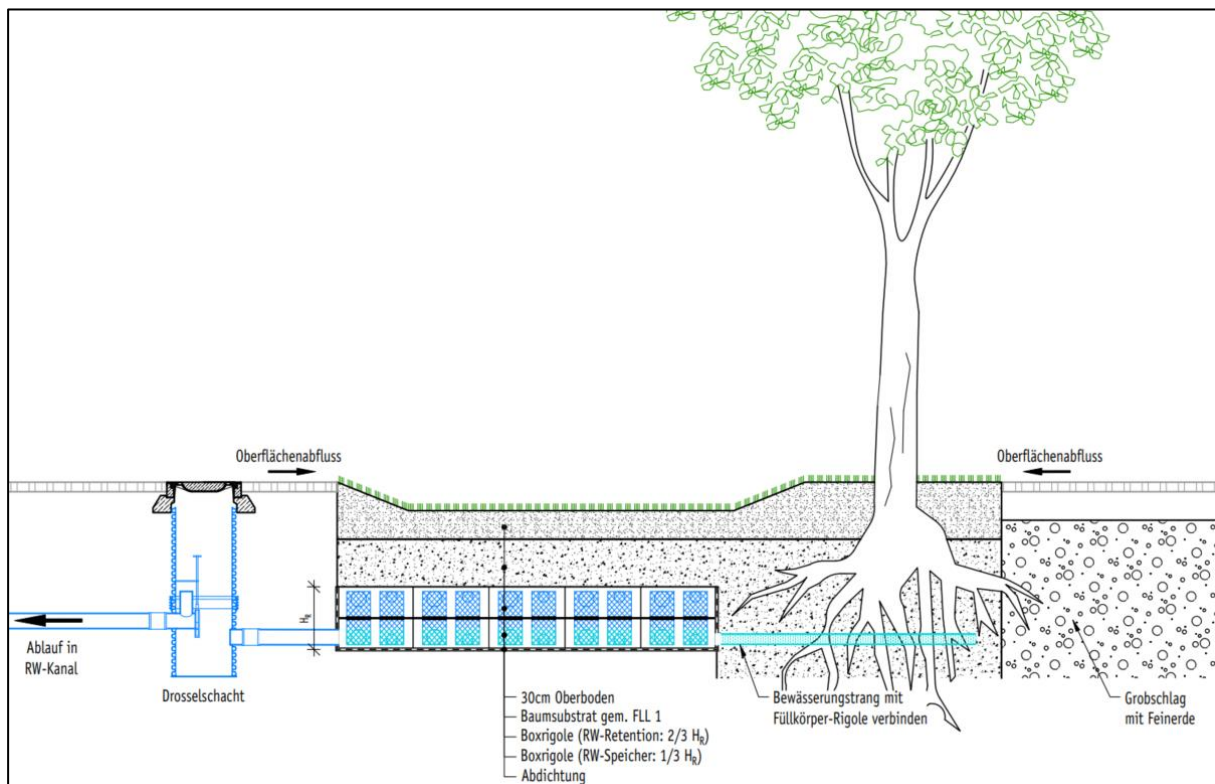 Oberflächenabfluss
Oberflächenabfluss
H_R
Ablauf in
RW-Kanal
Drosselschacht
30cm Oberboden
Baumsubstrat gem. FLL 1
Boxrigole (RW-Retention: 2/3 H_R)
Boxrigole (RW-Speicher: 1/3 H_R)
Abdichtung
Bewässerungstrang mit
Füllkörper-Rigole verbinden
Grobschlag
mit Feinerde